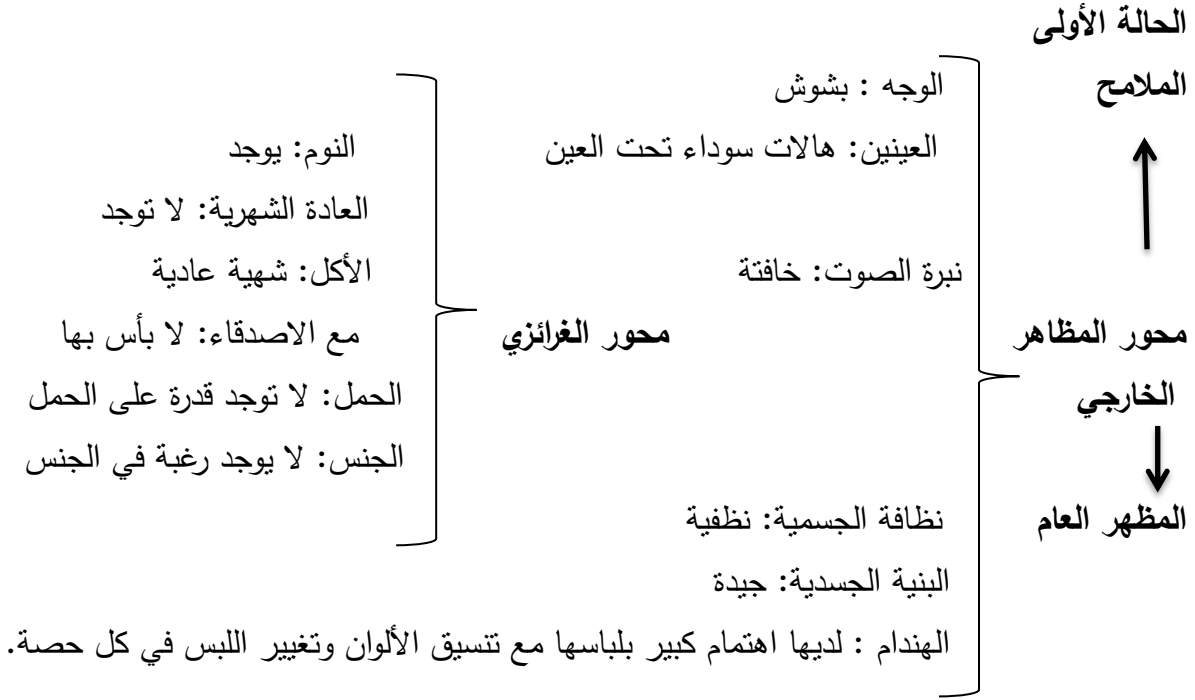 الحالة الأولى
الملامح الوجه : بشوش
العينين: هالات سوداء تحت العين النوم: يوجد
العادة الشهرية: لا توجد
نبرة الصوت: خافتة الأكل: شهية عادية
محور المظاهر محور الغرائزي مع الاصدقاء: لا بأس بها
الخارجي الحمل: لا توجد قدرة على الحمل
الجنس: لا يوجد رغبة في الجنس
المظهر العام نظافة الجسمية: نظفية
البنية الجسدية: جيدة
الهندام : لديها اهتمام كبير بلباسها مع تنسيق الألوان وتغيير اللبس في كل حصة.